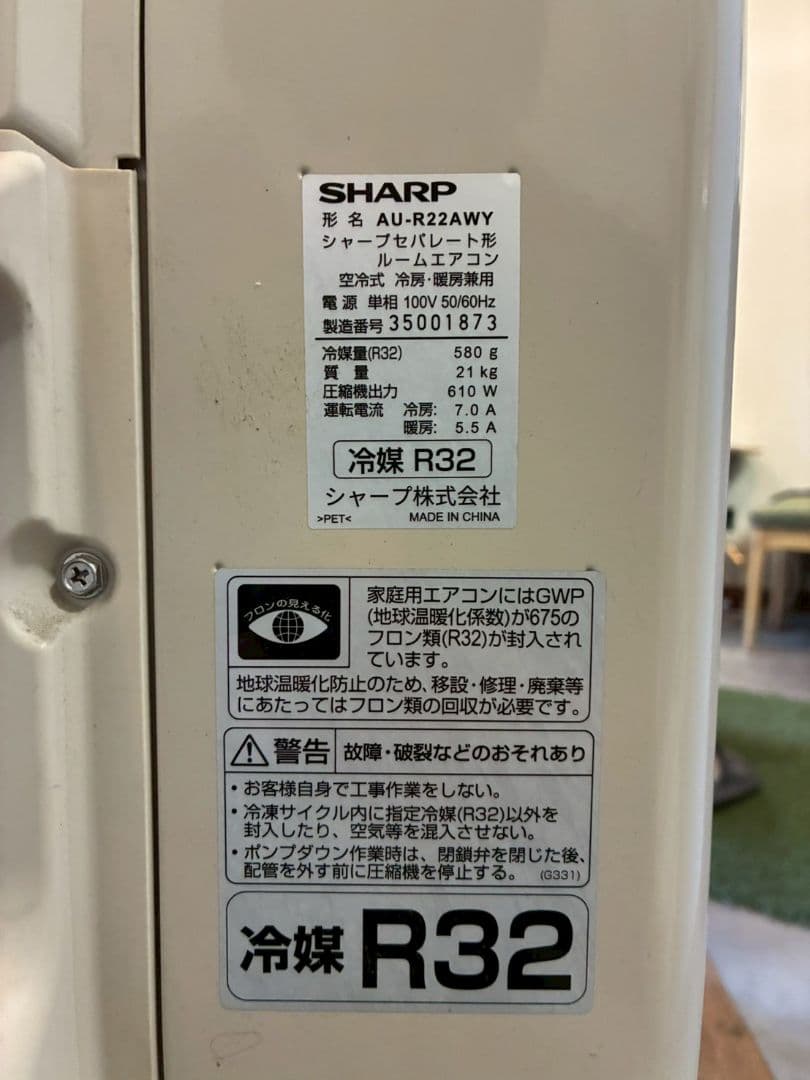 SHARP
形名 AU-R22AWY
シャープセパレート形
ルームエアコン
空冷式 冷房・暖房兼用
電源 単相 100V 50/60Hz
製造番号 35001873
冷媒量(R32) 580 g
質量 21 kg
圧縮機出力 610 W
運転電流 冷房: 7.0 A
暖房: 5.5 A
冷媒 R32
シャープ株式会社
>PET< MADE IN CHINA
フロンの見える化
家庭用エアコンにはGWP
(地球温暖化係数)が675の
フロン類(R32)が封入され
ています。
地球温暖化防止のため、移設・修理・廃棄等
にあたってはフロン類の回収が必要です。
警告 故障・破裂などのおそれあり
・お客様自身で工事作業をしない。
・冷凍サイクル内に指定冷媒(R32)以外を
封入したり、空気等を混入させない。
・ポンプダウン作業時は、閉鎖弁を閉じた後、
配管を外す前に圧縮機を停止する。 (G331)
冷媒 R32